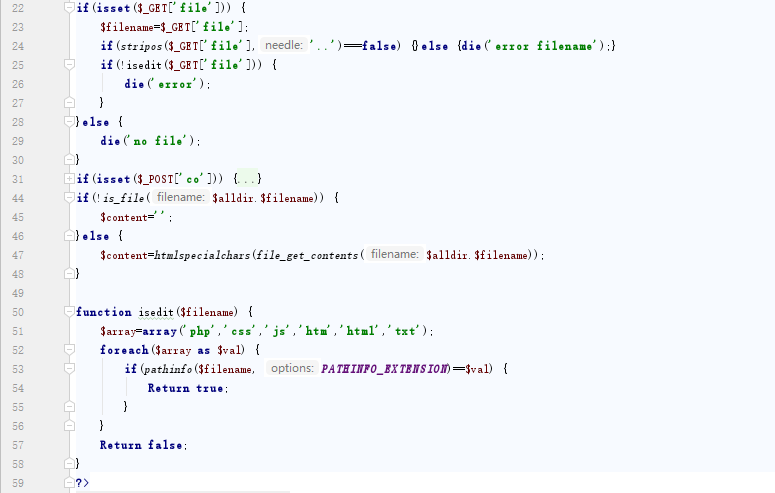 22 if(isset($_GET['file'])) {
23 $filename=$_GET['file'];
24 if(stripos($_GET['file'], needle: '..')===false) {}else {die('error filename');}
25 if(!isedit($_GET['file'])) {
26 die('error');
27 }
28 }else {
29 die('no file');
30 }
31 if(isset($_POST['co'])) {...}
44 if(!is_file( filename: $alldir.$filename)) {
45 $content='';
46 }else {
47 $content=htmlspecialchars(file_get_contents( filename: $alldir.$filename));
48 }
49
50 function isedit($filename) {
51 $array=array('php','css','js','htm','html','txt');
52 foreach($array as $val) {
53 if(pathinfo($filename, options: PATHINFO_EXTENSION)==$val) {
54 Return true;
55 }
56 }
57 Return false;
58 }
59 ?>